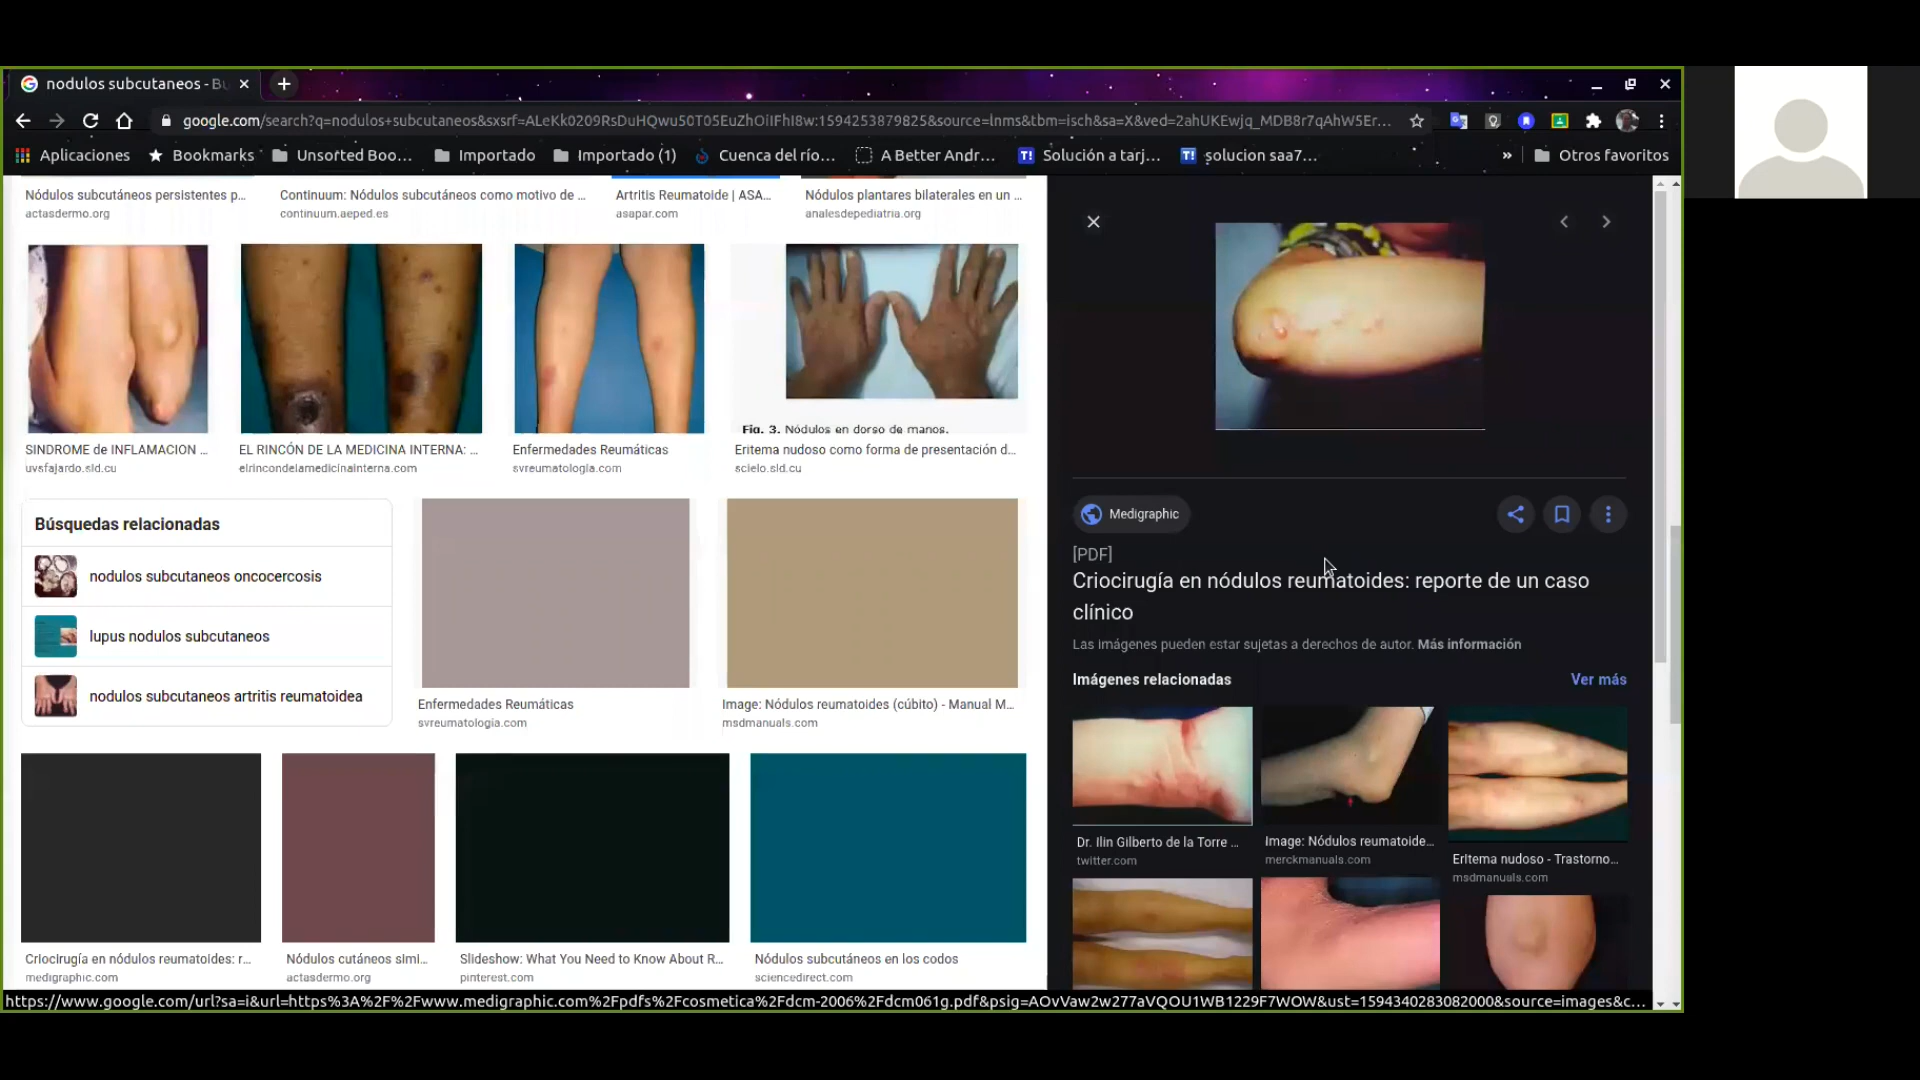 nodulos subcutaneos - Bu
google.com/search?q=nodulos+subcutaneos&sxsrf=ALeKk0209RsDuHQwu50T05EuZhOiIFhI8w:1594253879825&source=lnms&tbm=isch&sa=X&ved=2ahUKEwjq_MDB8r7qAhW5Er...
Aplicaciones
Bookmarks
Unsorted Boo...
Importado
Importado (1)
Cuenca del río...
A Better Andr...
Solución a tarj...
solucion saa7...
»
Otros favoritos
Nódulos subcutáneos persistentes p...
actasdermo.org
Continuum: Nódulos subcutáneos como motivo de ...
continuum.aeped.es
Artritis Reumatoide | ASA...
asapar.com
Nódulos plantares bilaterales en un ...
analesdepediatria.org
Fig. 3. Nódulos en dorso de manos.
SINDROME de INFLAMACION ...
uvsfajardo.sld.cu
EL RINCÓN DE LA MEDICINA INTERNA: ...
elrincondelamedicinainterna.com
Enfermedades Reumáticas
svreumatologia.com
Eritema nudoso como forma de presentación d...
scielo.sld.cu
Búsquedas relacionadas
nodulos subcutaneos oncocercosis
lupus nodulos subcutaneos
nodulos subcutaneos artritis reumatoidea
Enfermedades Reumáticas
svreumatologia.com
Image: Nódulos reumatoides (cúbito) - Manual M...
msdmanuals.com
Criocirugía en nódulos reumatoides: r...
medigraphic.com
Nódulos cutáneos simi...
actasdermo.org
Slideshow: What You Need to Know About R...
pinterest.com
Nódulos subcutáneos en los codos
sciencedirect.com
Medigraphic
[PDF]
Criocirugía en nódulos reumatoides: reporte de un caso
clínico
Las imágenes pueden estar sujetas a derechos de autor. Más información
Imágenes relacionadas
Ver más
Dr. Ilin Gilberto de la Torre ...
twitter.com
Image: Nódulos reumatoide...
merckmanuals.com
Eritema nudoso - Trastorno...
msdmanuals.com
https://www.google.com/url?sa=i&url=https%3A%2F%2Fwww.medigraphic.com%2Fpdfs%2Fcosmetica%2Fdcm-2006%2Fdcm061g.pdf&psig=AOvVaw2w277aVQOU1WB1229F7WOW&ust=1594340283082000&source=images&c...